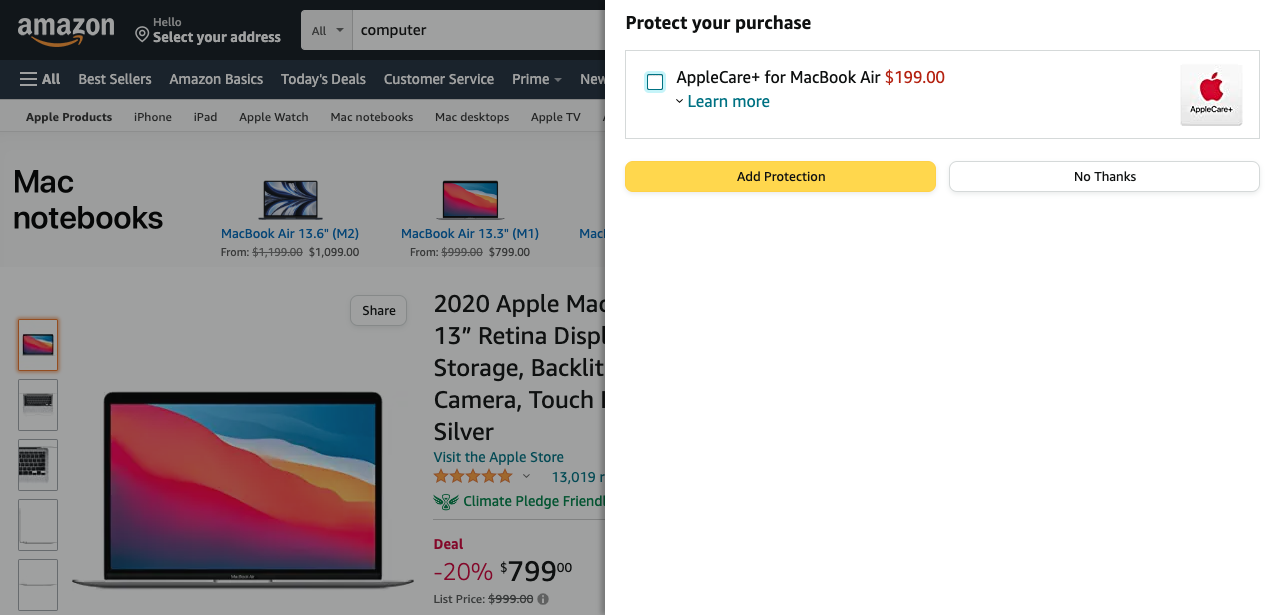 amazon
Hello
Select your address
All
computer
All
Best Sellers
Amazon Basics
Today's Deals
Customer Service
Prime
New
Apple Products
iPhone
iPad
Apple Watch
Mac notebooks
Mac desktops
Apple TV
Mac
notebooks
MacBook Air 13.6" (M2)
From: $1,199.00 $1,099.00
MacBook Air 13.3" (M1)
From: $999.00 $799.00
Share
2020 Apple Mac
13” Retina Displ
Storage, Backlit
Camera, Touch
Silver
Visit the Apple Store
13,019
Climate Pledge Friendl
Deal
-20% $799 00
List Price: $999.00
MacBook Air
Protect your purchase
AppleCare+ for MacBook Air $199.00
Learn more
AppleCare+
Add Protection
No Thanks